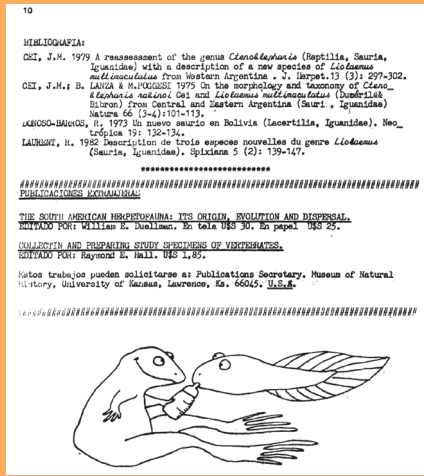 10
BIBLIOGRAFIA:
CEI, J.M. 1979 A reassessment of the genus Ctenoblepharis (Reptilia, Sauria,
Iguanidae) with a description of a new species of Liolaemus
multimaculatus from Western Argentina . J. Herpet.13 (3): 297-302.
CEI, J.M.; B. LANZA & M.POGGESI 1975 On the morphology and taxonomy of Cteno_
blepharis rabinoi Cei and Liolaemus multimaculatus (Duméril&
Bibron) from Central and Eastern Argentina (Sauri., Iguanidae)
Natura 66 (3-4):101-113.
DONOSO-BARROS, R. 1973 Un nuevo saurio en Bolivia (Lacertilia, Iguanidae). Neo_
trópica 19: 132-134.
LAURENT, R. 1982 Description de trois especes nouvelles du genre Liolaemus
(Sauria, Iguanidae). Spixiana 5 (2): 139-147.
PUBLICACIONES EXTRANJERAS
THE SOUTH AMERICAN HERPETOFAUNA: ITS ORIGIN, EVOLUTION AND DISPERSAL.
EDITADO POR: William E. Duellman. En tela U$S 30. En papel U$S 25.
COLLECTIN AND PREPARING STUDY SPECIMENS OF VERTEBRATES.
EDITADO POR: Raymond E. Hall. U$S 1,85.
Estos trabajos pueden solicitarse a: Publications Secretary. Museum of Natural
History, University of Kansas, Lawrence, Ks. 66045. U.S.A.